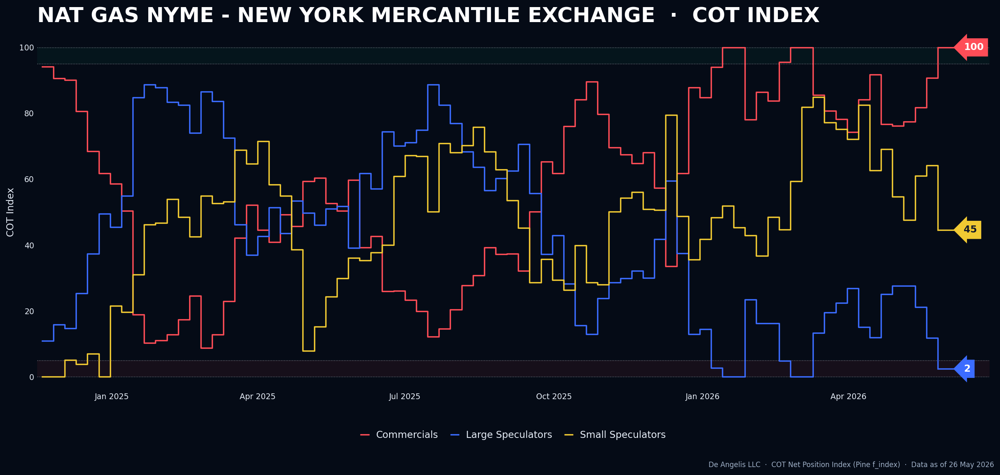 NAT GAS NYME - NEW YORK MERCANTILE EXCHANGE · COT INDEX
100
100
80
60
COT Index
45
40
20
2
0
Jan 2025 Apr 2025 Jul 2025 Oct 2025 Jan 2026 Apr 2026
Commercials Large Speculators Small Speculators
De Angelis LLC · COT Net Position Index (Pine f_index) · Data as of 26 May 2026